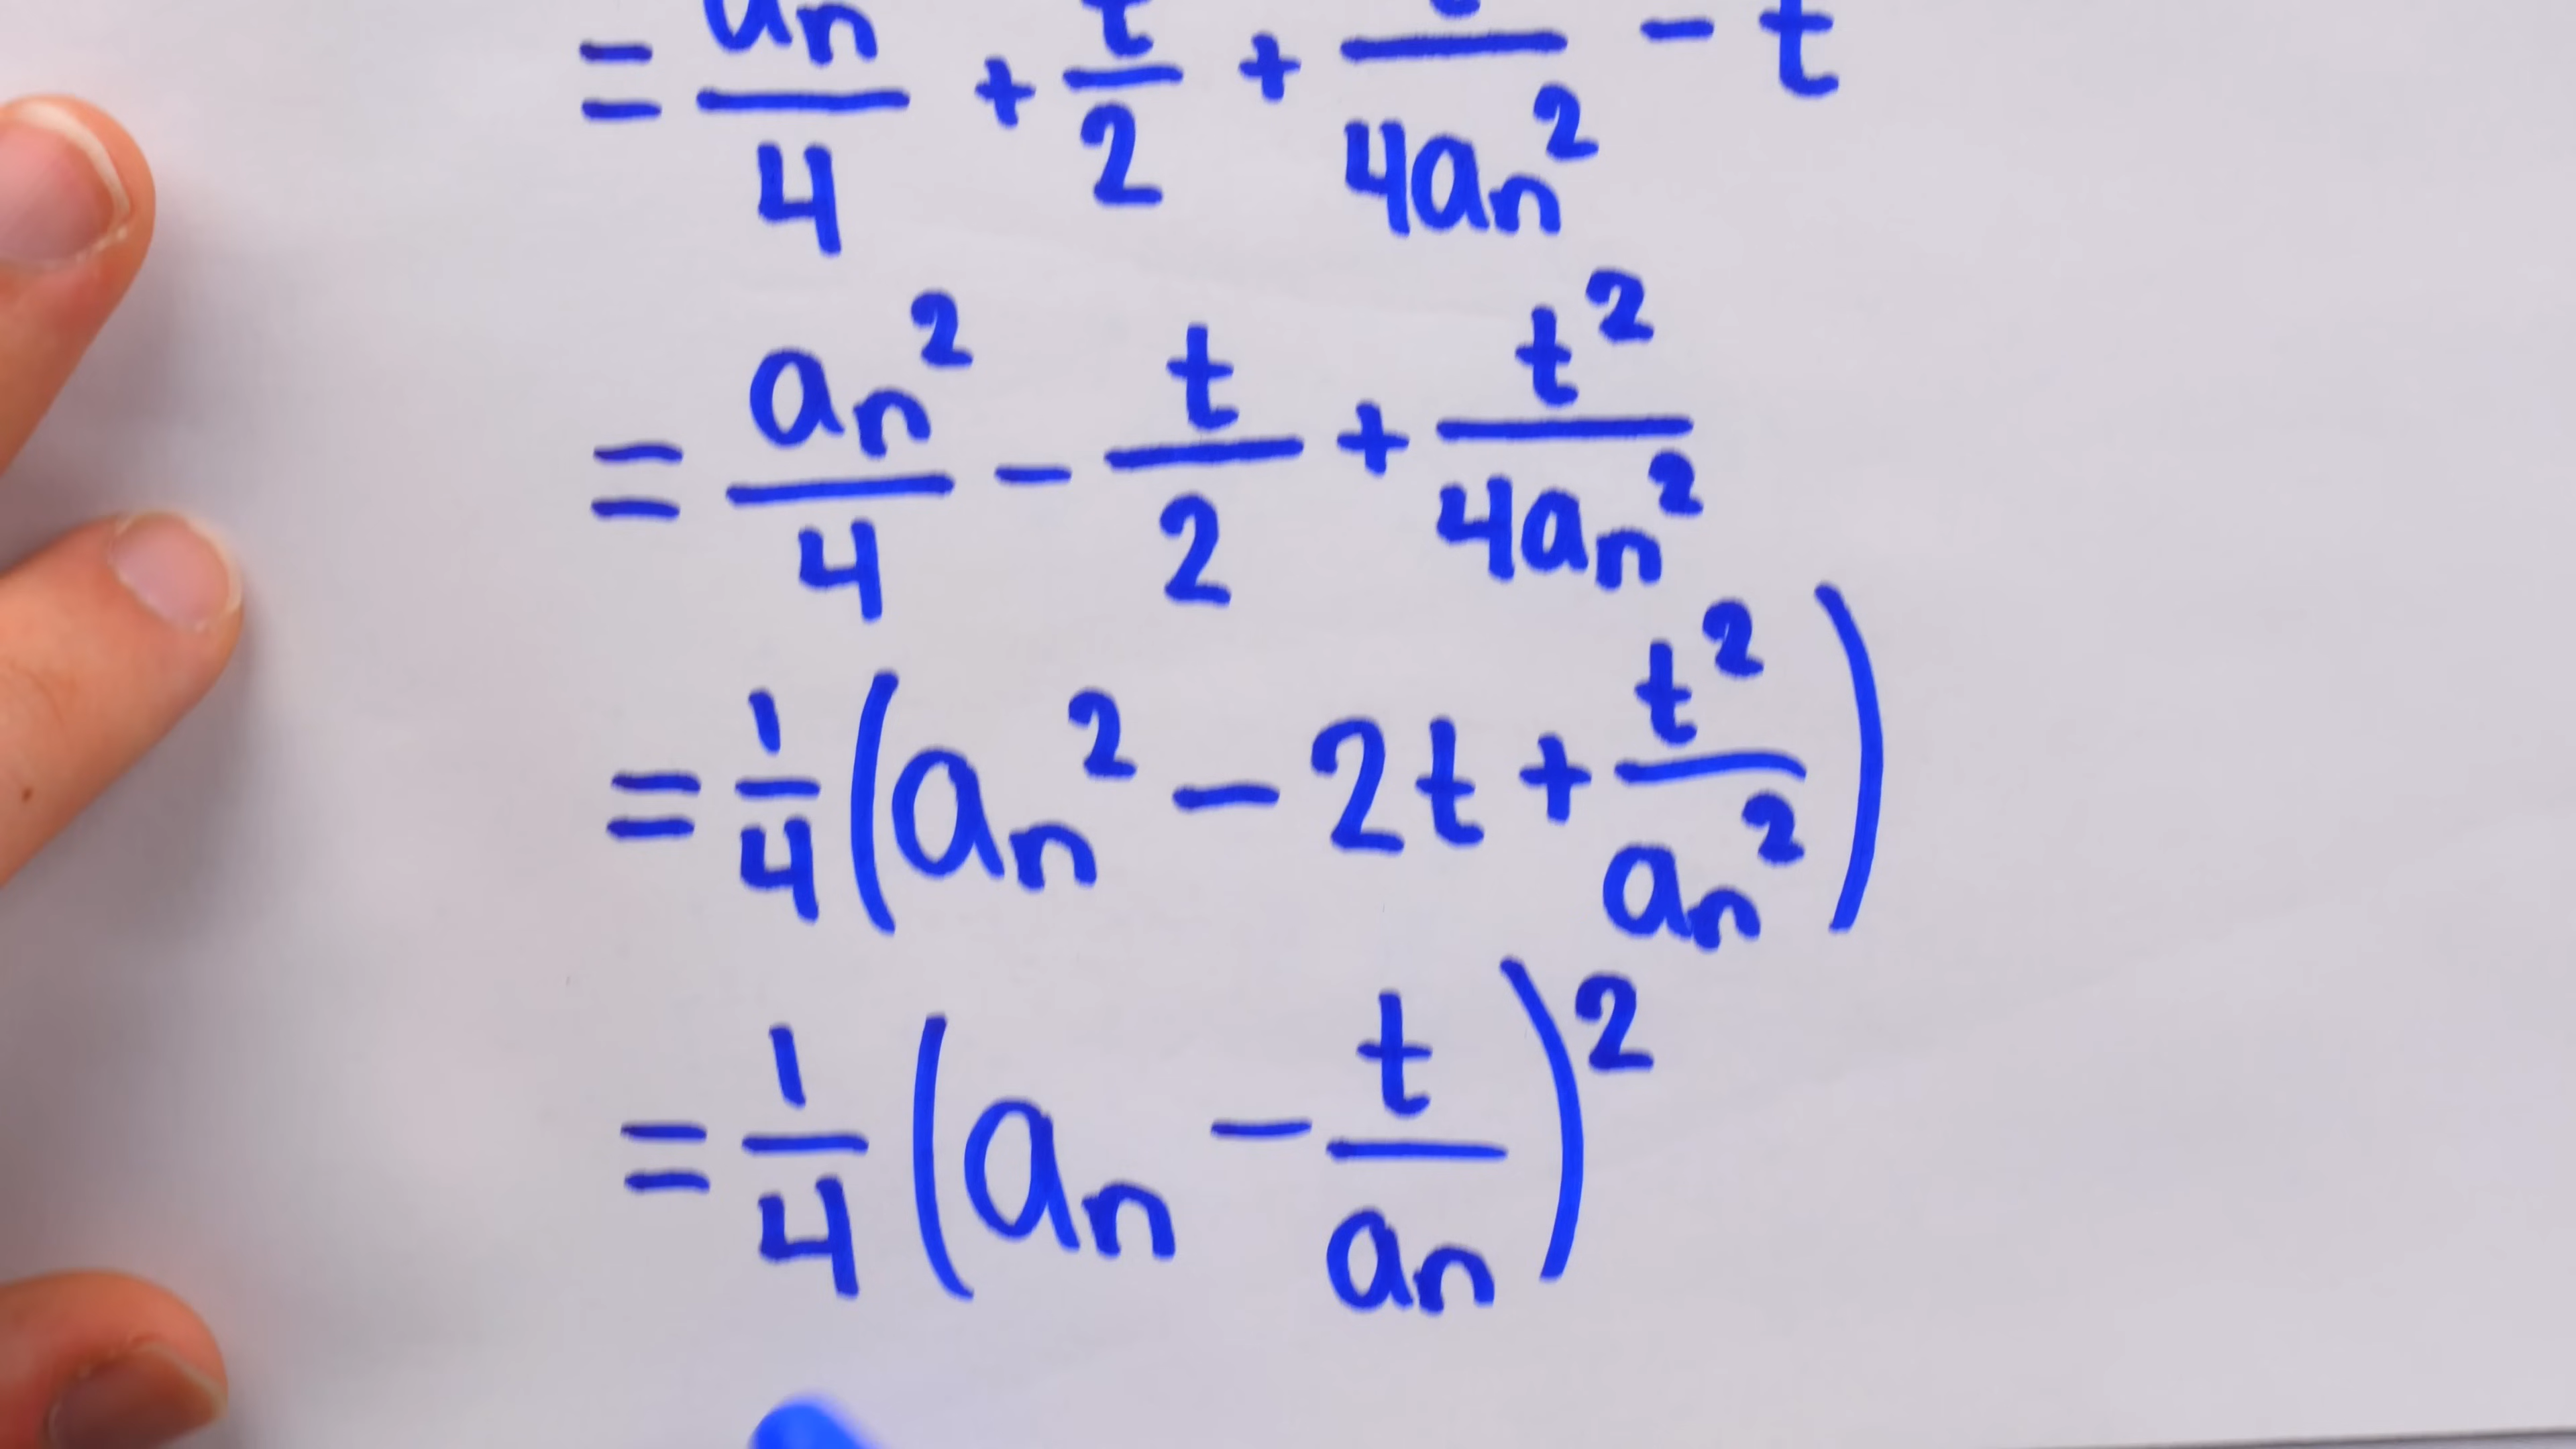 = aₙ/4 + t/2 + /4aₙ² - t
= aₙ²/4 - t/2 + t²/4aₙ²
= 1/4(aₙ² - 2t + t²/aₙ²)
= 1/4(aₙ - t/aₙ)²